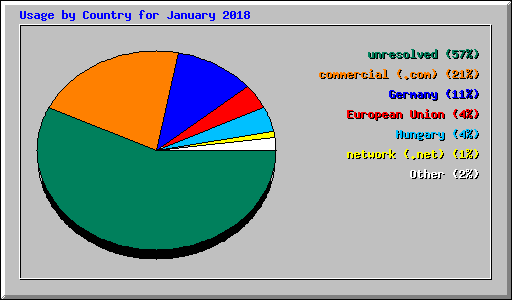 Usage by Country for January 2018
unresolved (57%)
commercial (.com) (21%)
Germany (11%)
European Union (4%)
Hungary (4%)
network (.net) (1%)
Other (2%)